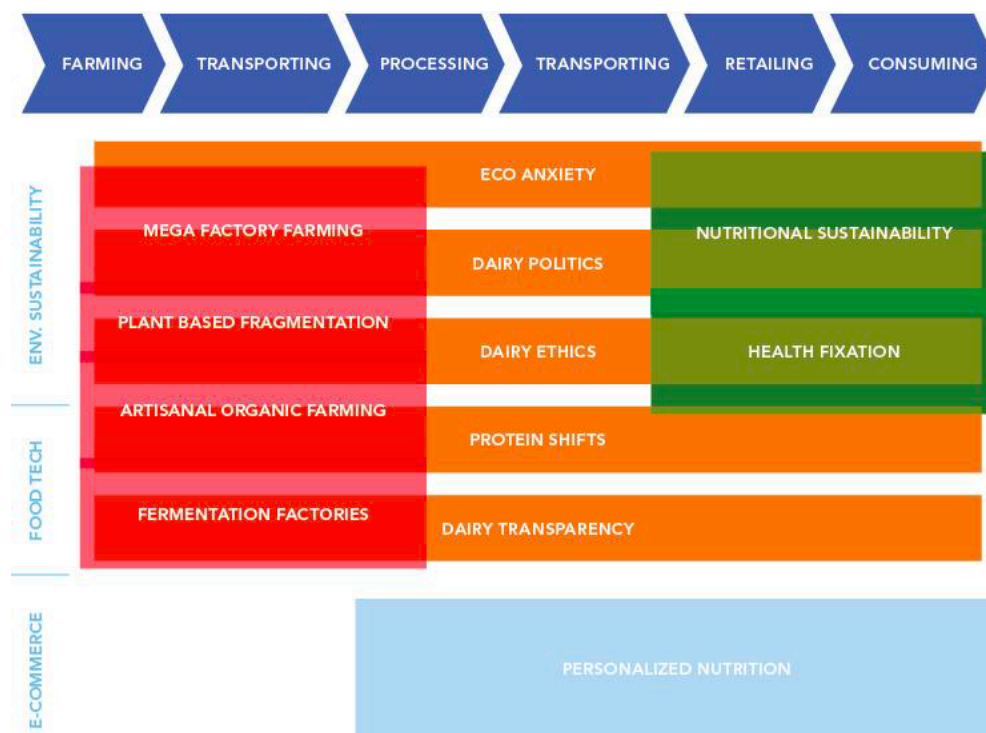 FARMING
TRANSPORTING
PROCESSING
TRANSPORTING
RETAILING
CONSUMING
ENV. SUSTAINABILITY
ECO ANXIETY
MEGA FACTORY FARMING
NUTRITIONAL SUSTAINABILITY
DAIRY POLITICS
PLANT BASED FRAGMENTATION
DAIRY ETHICS
HEALTH FIXATION
ARTISANAL ORGANIC FARMING
FOOD TECH
PROTEIN SHIFTS
FERMENTATION FACTORIES
DAIRY TRANSPARENCY
E-COMMERCE
PERSONALIZED NUTRITION